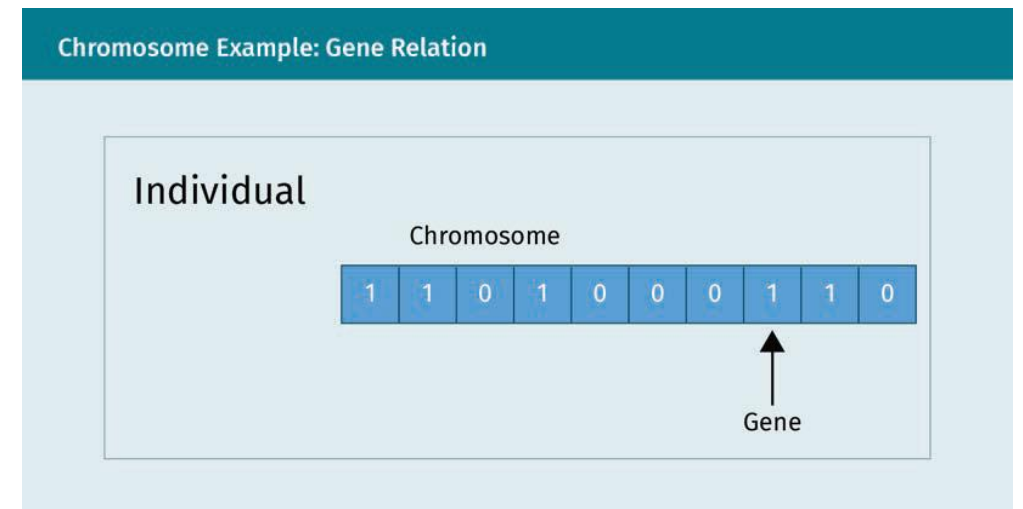 Chromosome Example: Gene Relation
Individual
Chromosome
1 1 0 1 0 0 0 1 1 0
Gene